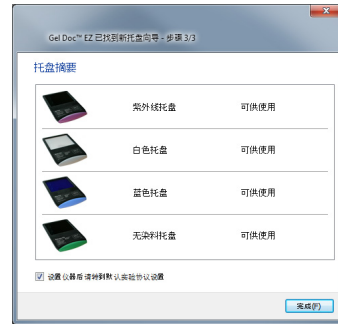 Gel Doc™ EZ 已找到新托盘向导 - 步骤 3/3
托盘摘要
紫外线托盘 可供使用
白色托盘 可供使用
蓝色托盘 可供使用
无染料托盘 可供使用
设置仪器后请转到默认实验协议设置
完成(F)